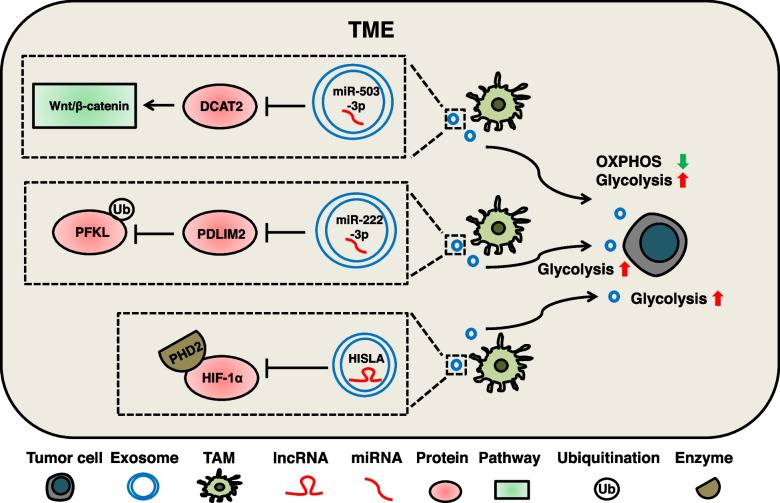 TME
Wnt/β-catenin
DCAT2
miR-503
-3p
OXPHOS
Glycolysis
PFKL
Ub
PDLIM2
miR-222
-3p
Glycolysis
Glycolysis
PHD2
HIF-1α
HISLA
Tumor cell
Exosome
TAM
lncRNA
miRNA
Protein
Pathway
Ubiquitination
Enzyme
Ub